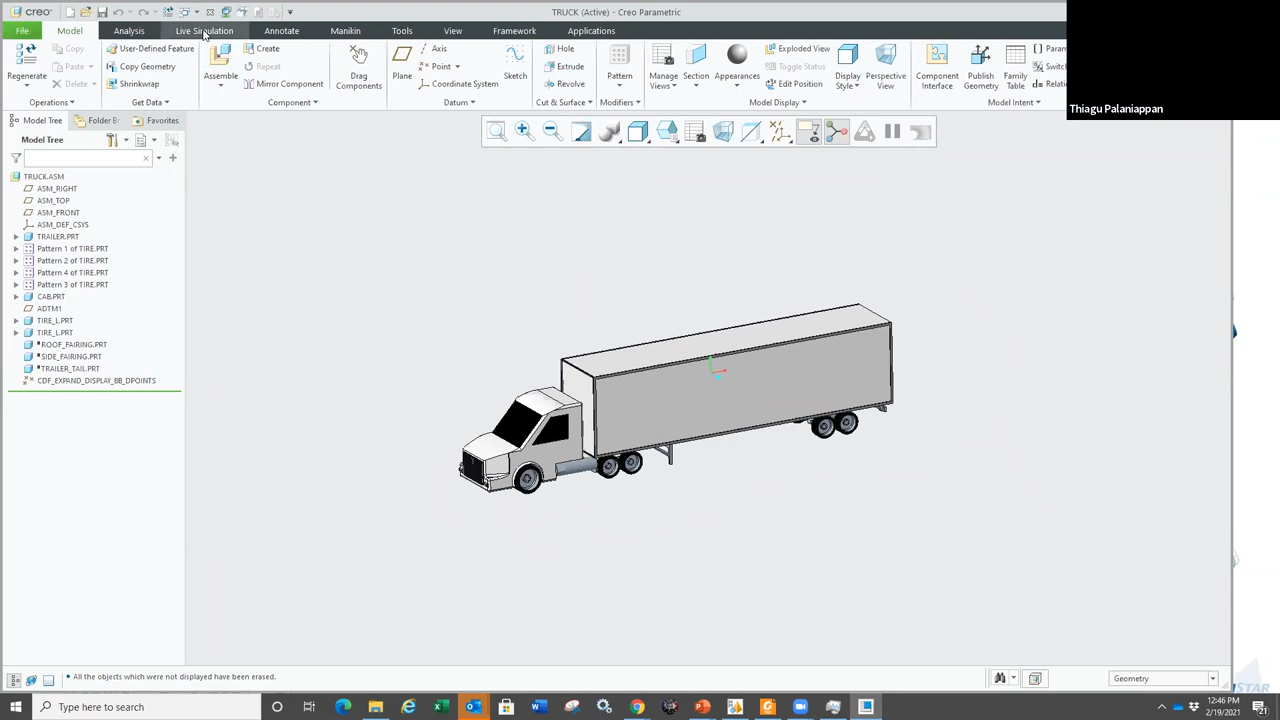 creo
TRUCK (Active) - Creo Parametric
File
Model
Analysis
Live Simulation
Annotate
Manikin
Tools
View
Framework
Applications
Regenerate
Copy
Paste
Delete
Operations
User-Defined Feature
Copy Geometry
Shrinkwrap
Get Data
Assemble
Create
Repeat
Mirror Component
Component
Drag
Components
Plane
Axis
Point
Coordinate System
Sketch
Datum
Hole
Extrude
Revolve
Cut & Surface
Pattern
Modifiers
Manage
Views
Section
Appearances
Exploded View
Toggle Status
Edit Position
Display
Style
Perspective
View
Model Display
Component
Interface
Publish
Geometry
Family
Table
Model Intent
Thiagu Palaniappan
Model Tree
Folder B:
Favorites
Model Tree
TRUCK.ASM
ASM_RIGHT
ASM_TOP
ASM_FRONT
ASM_DEF_CSYS
TRAILER.PRT
Pattern 1 of TIRE.PRT
Pattern 2 of TIRE.PRT
Pattern 4 of TIRE.PRT
Pattern 3 of TIRE.PRT
CAB.PRT
ADTM1
TIRE_L.PRT
TIRE_L.PRT
ROOF_FAIRING.PRT
SIDE_FAIRING.PRT
TRAILER_TAIL.PRT
CDF_EXPAND_DISPLAY_BB_DPOINTS
• All the objects which were not displayed have been erased.
Geometry
Type here to search
12:46 PM
2/19/2021